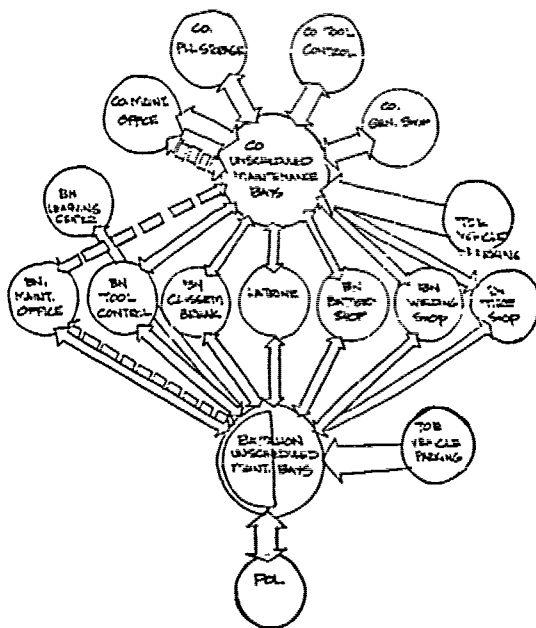 CO.
PLL STORAGE
CO. TOOL
CONTROL
CO. MAINT.
OFFICE
CO.
GEN. SHOP
CO.
UNSCHEDULED
MAINTENANCE
BAYS
BN
LEARNING
CENTER
TOE
VEHICLE
PARKING
BN.
MAINT.
OFFICE
BN
TOOL
CONTROL
BN
CLASSRM
BREAK
LATRINE
BN
BATTERY
SHOP
BN
WELDING
SHOP
BN
TIRE
SHOP
BATTALION
UNSCHEDULED
MAINT. BAYS
TOE
VEHICLE
PARKING
POL